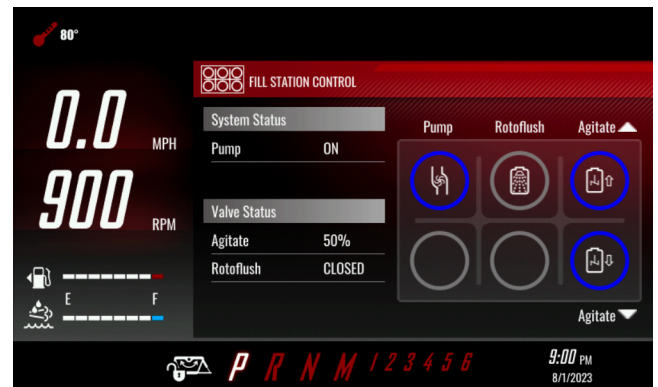 80°
FILL STATION CONTROL
0.0 MPH
900 RPM
System Status
Pump ON
Valve Status
Agitate 50%
Rotoflush CLOSED
Pump Rotoflush Agitate
Agitate
E F
P R N M 1 2 3 4 5 6
9:00 PM
8/1/2023